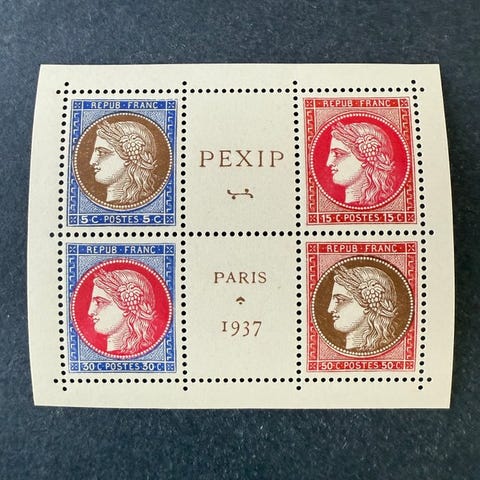 REPUB · FRANC
5 C · POSTES · 5 C
PEXIP
REPUB · FRANC
15 C · POSTES · 15 C
REPUB · FRANC
30 C · POSTES · 30 C
PARIS
1937
REPUB · FRANC
50 C · POSTES · 50 C